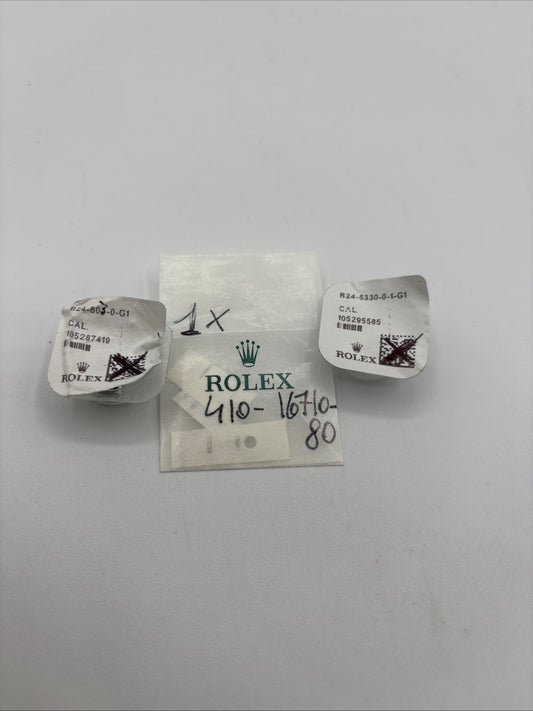 B24-603-0-G1
CAL.
105287419
ROLEX
1x
ROLEX
410-16710-
80
B24-5330-0-1-G1
CAL.
105295585
ROLEX